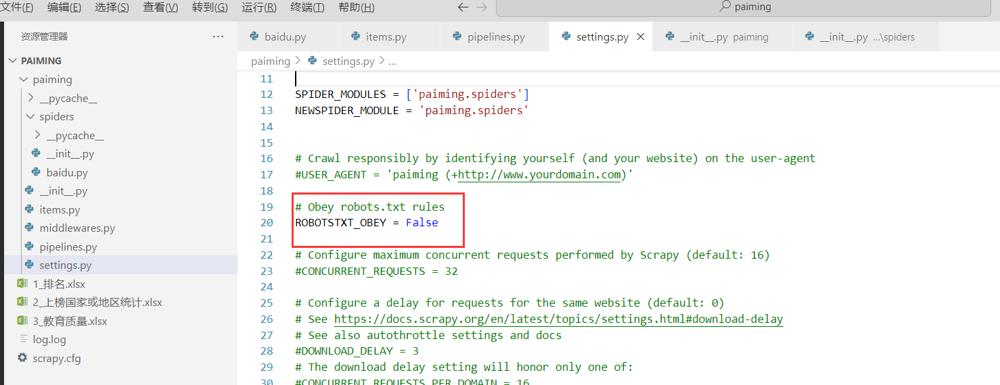 文件(F) 编辑(E) 选择(S) 查看(V) 转到(G) 运行(R) 终端(T) 帮助(H) paiming
资源管理器 ...
baidu.py items.py pipelines.py settings.py __init__.py paiming __init__.py ...\spiders
PAIMING
paiming
__pycache__
spiders
__pycache__
__init__.py
baidu.py
__init__.py
items.py
middlewares.py
pipelines.py
settings.py
1_排名.xlsx
2_上榜国家或地区统计.xlsx
3_教育质量.xlsx
log.log
scrapy.cfg
paiming > settings.py > ...
11
12 SPIDER_MODULES = ['paiming.spiders']
13 NEWSPIDER_MODULE = 'paiming.spiders'
14
15
16 # Crawl responsibly by identifying yourself (and your website) on the user-agent
17 #USER_AGENT = 'paiming (+http://www.yourdomain.com)'
18
19 # Obey robots.txt rules
20 ROBOTSTXT_OBEY = False
21
22 # Configure maximum concurrent requests performed by Scrapy (default: 16)
23 #CONCURRENT_REQUESTS = 32
24
25 # Configure a delay for requests for the same website (default: 0)
26 # See https://docs.scrapy.org/en/latest/topics/settings.html#download-delay
27 # See also autothrottle settings and docs
28 #DOWNLOAD_DELAY = 3
29 # The download delay setting will honor only one of:
30 #CONCURRENT_REQUESTS_PER_DOMAIN = 16